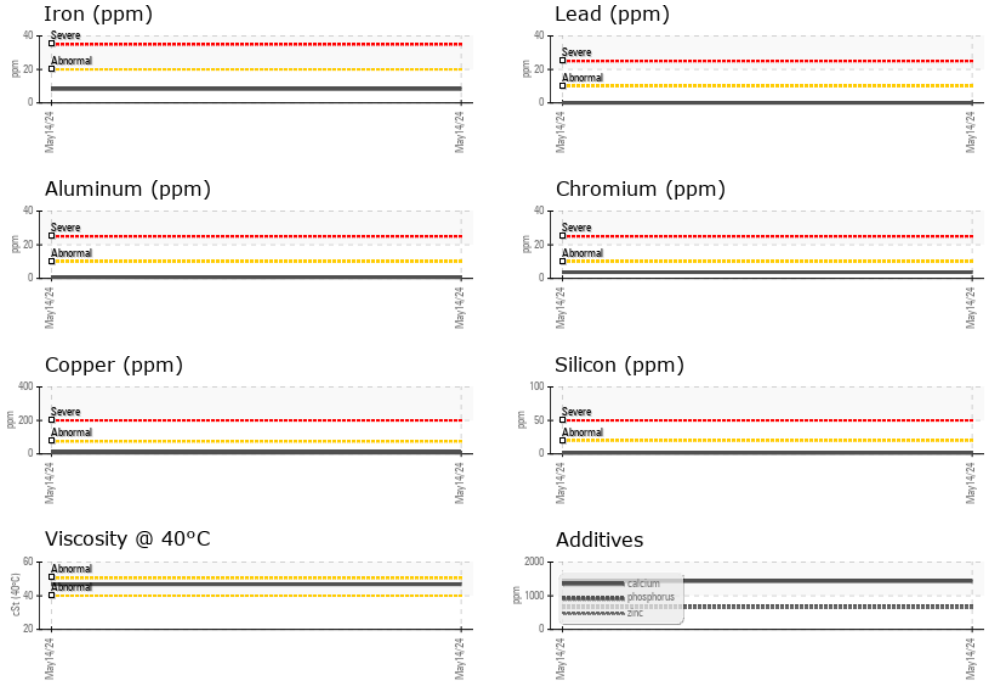 Iron (ppm)
40
20
0
ppm
Severe
Abnormal
May14/24
May14/24
Lead (ppm)
40
20
0
ppm
Severe
Abnormal
May14/24
May14/24
Aluminum (ppm)
40
20
0
ppm
Severe
Abnormal
May14/24
May14/24
Chromium (ppm)
40
20
0
ppm
Severe
Abnormal
May14/24
May14/24
Copper (ppm)
400
200
0
ppm
Severe
Abnormal
May14/24
May14/24
Silicon (ppm)
100
50
0
ppm
Severe
Abnormal
May14/24
May14/24
Viscosity @ 40°C
60
40
20
cSt (40°C)
Abnormal
Abnormal
May14/24
May14/24
Additives
2000
1000
0
ppm
calcium
phosphorus
zinc
May14/24
May14/24